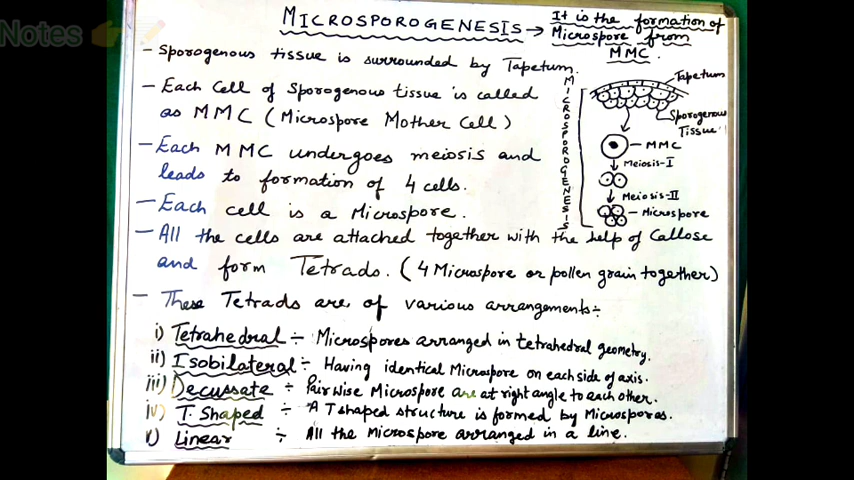 Notes
MICROSPOROGENESIS → It is the formation of
Microspore from
MMC.
- Sporogenous tissue is surrounded by Tapetum.
- Each cell of Sporogenous tissue is called
as MMC (Microspore Mother Cell)
- Each MMC undergoes meiosis and
leads to formation of 4 cells.
- Each cell is a Microspore.
- All the cells are attached together with the help of Callose
and form Tetrads. (4 Microspore or pollen grain together)
- These Tetrads are of various arrangements:-
i) Tetrahedral :- Microspores arranged in tetrahedral geometry.
ii) Isobilateral :- Having identical Microspore on each side of axis.
iii) Decussate :- Pairwise Microspore are at right angle to each other.
iv) T. Shaped :- A T shaped structure is formed by Microspores.
v) Linear :- All the Microspore arranged in a line.
MICROSPOROGENESIS
Tapetum
Sporogenous
Tissue
MMC
Meiosis-I
Meiosis-II
Microspore